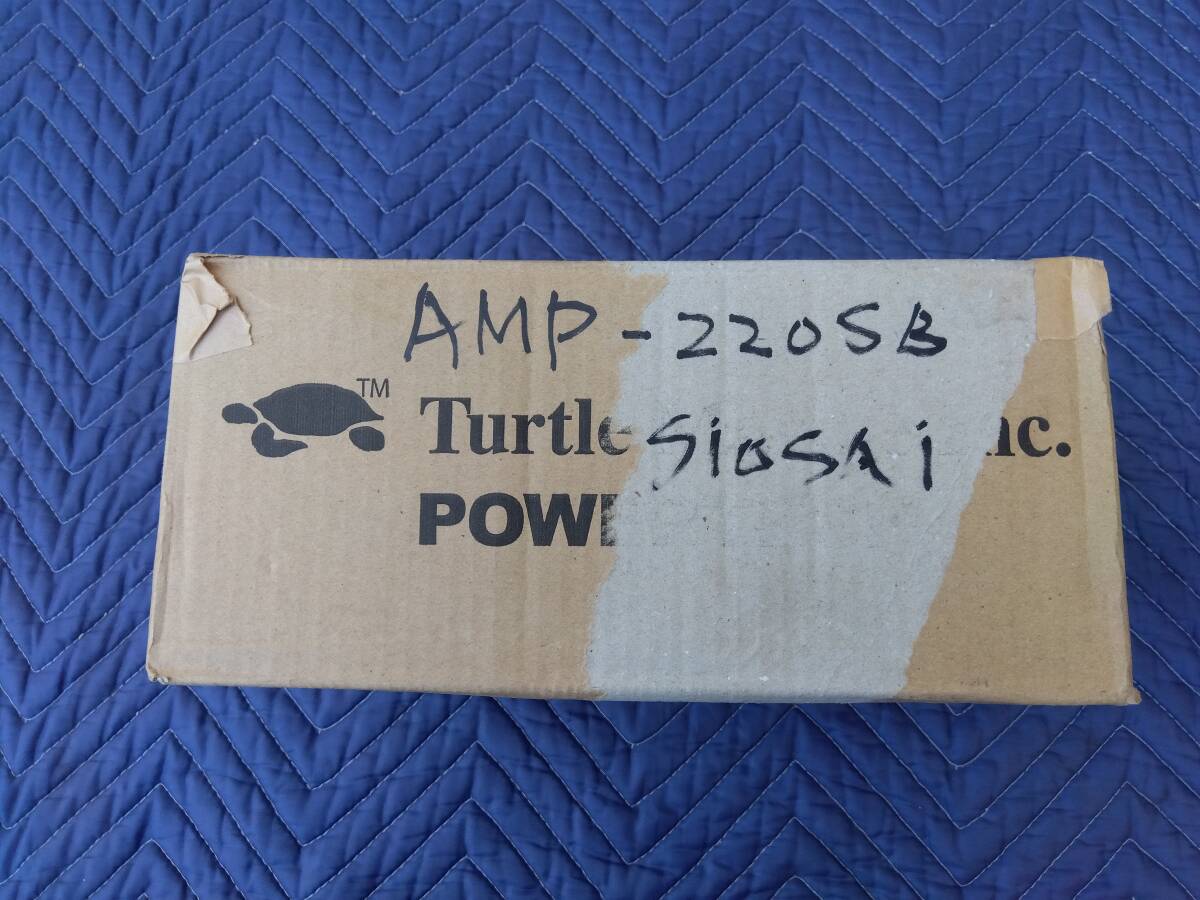 AMP-220SB
TM
Turtle
SioSAi
nc.
POW